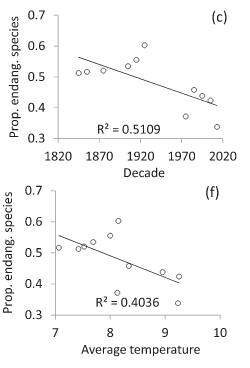 (c)
Prop. endang. species
0.7
0.6
0.5
0.4
0.3
R² = 0.5109
1820 1870 1920 1970 2020
Decade
(f)
Prop. endang. species
0.7
0.6
0.5
0.4
0.3
R² = 0.4036
7 8 9 10
Average temperature